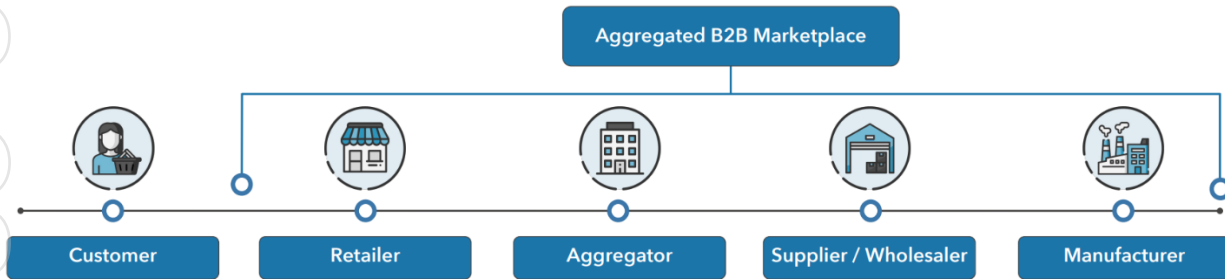 Aggregated B2B Marketplace
Customer
Retailer
Aggregator
Supplier / Wholesaler
Manufacturer